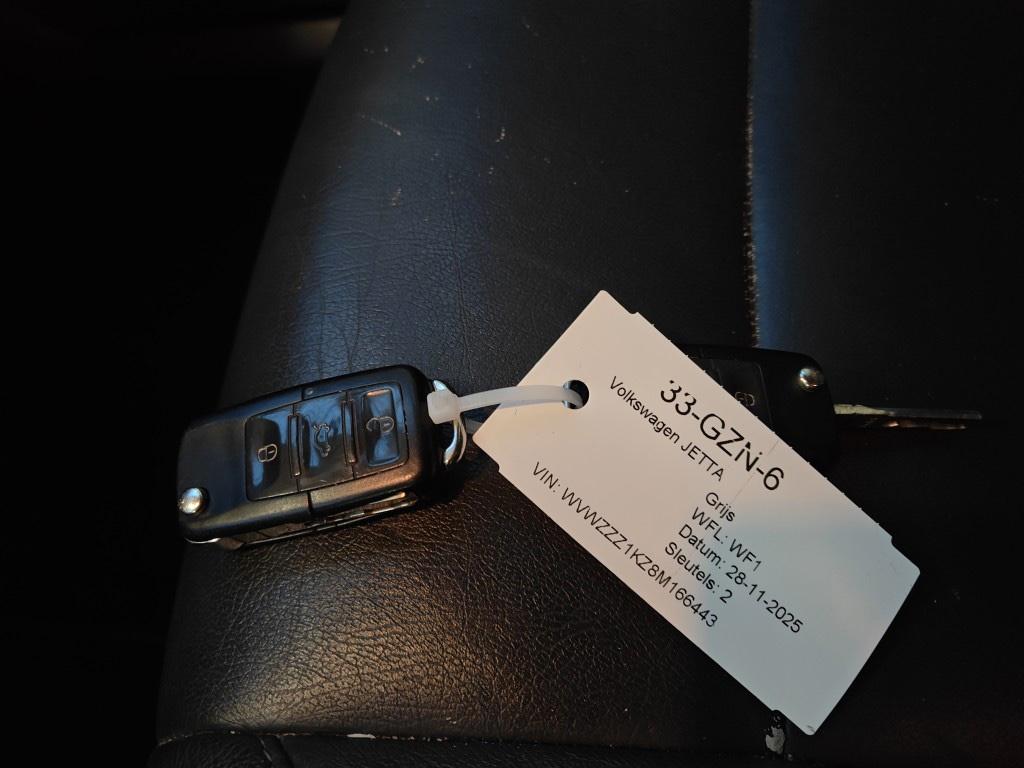 33-GZN-6
Volkswagen JETTA
Grijs
WFL: WF1
Datum: 28-11-2025
Sleutels: 2
VIN: WVWZZZ1KZ8M166443